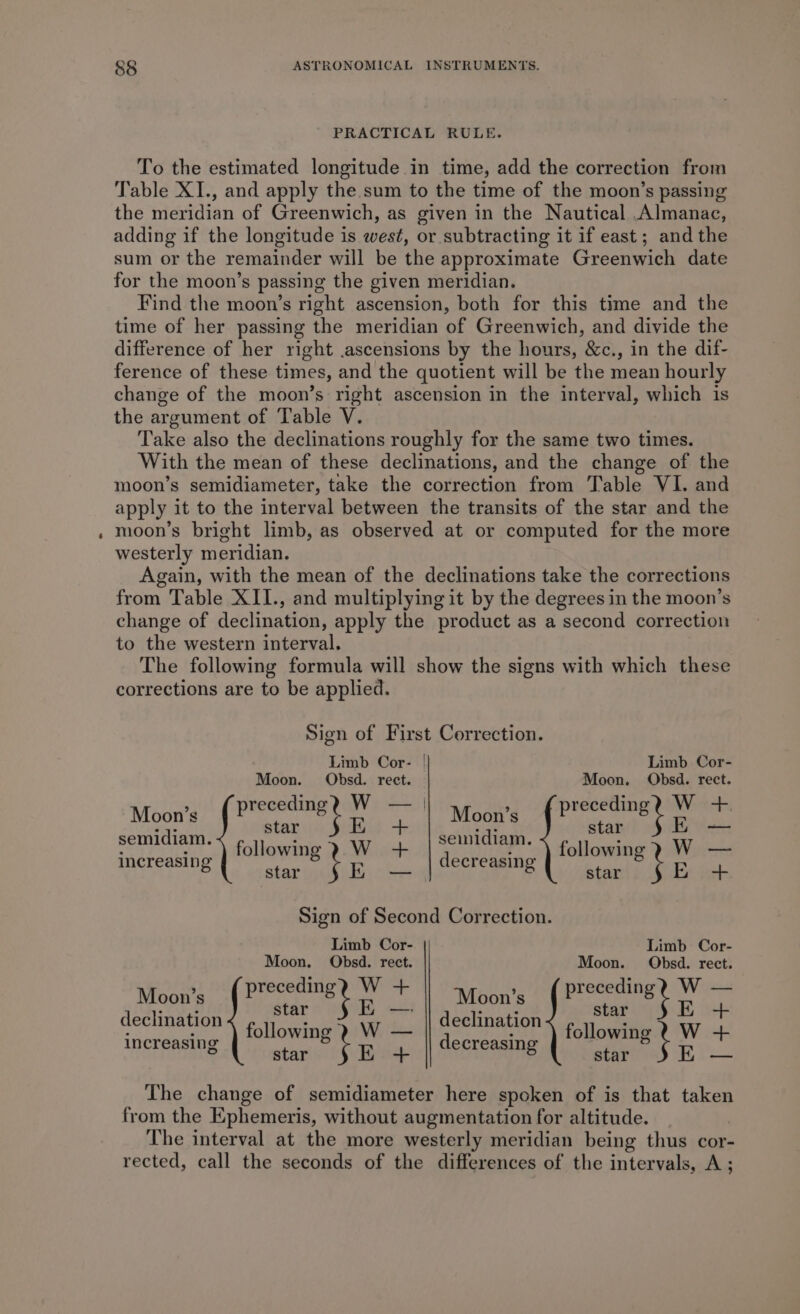 88 ASTRONOMICAL INSTRUMENTS.
PRACTICAL RULE.
To the estimated longitude in time, add the correction from
Table XI., and apply the sum to the time of the moon's passing
the meridian of Greenwich, as given in the Nautical Almanac,
adding if the longitude is west, or subtracting it if east; and the
sum or the remainder will be the approximate Greenwich date
for the moon's passing the given meridian.
Find the moon's right ascension, both for this time and the
time of her passing the meridian of Greenwich, and divide the
difference of her right ascensions by the hours, &c., in the dif-
ference of these times, and the quotient will be the mean hourly
change of the moon's right ascension in the interval, which is
the argument of Table V.
Take also the declinations roughly for the same two times.
With the mean of these declinations, and the change of the
moon's semidiameter, take the correction from Table VI. and
apply it to the interval between the transits of the star and the
moon's bright limb, as observed at or computed for the more
westerly meridian.
Again, with the mean of the declinations take the corrections
from Table XII., and multiplying it by the degrees in the moon's
change of declination, apply the product as a second correction
to the western interval.
The following formula will show the signs with which these
corrections are to be applied.
Sign of First Correction.
Limb Cor- Limb Cor-
Moon. Obsd. rect. Moon. Obsd. rect.
Moon's { preceding } W — Moon's { preceding } W +
semidiam. star E + semidiam. star E —
increasing following } W + decreasing following } W —
star E — star E +
Sign of Second Correction.
Limb Cor- Limb Cor-
Moon. Obsd. rect. Moon. Obsd. rect.
Moon's { preceding } W + Moon's { preceding } W —
declination star E — declination star E +
increasing following } W — decreasing following } W +
star E + star E —
The change of semidiameter here spoken of is that taken
from the Ephemeris, without augmentation for altitude.
The interval at the more westerly meridian being thus cor-
rected, call the seconds of the differences of the intervals, A;